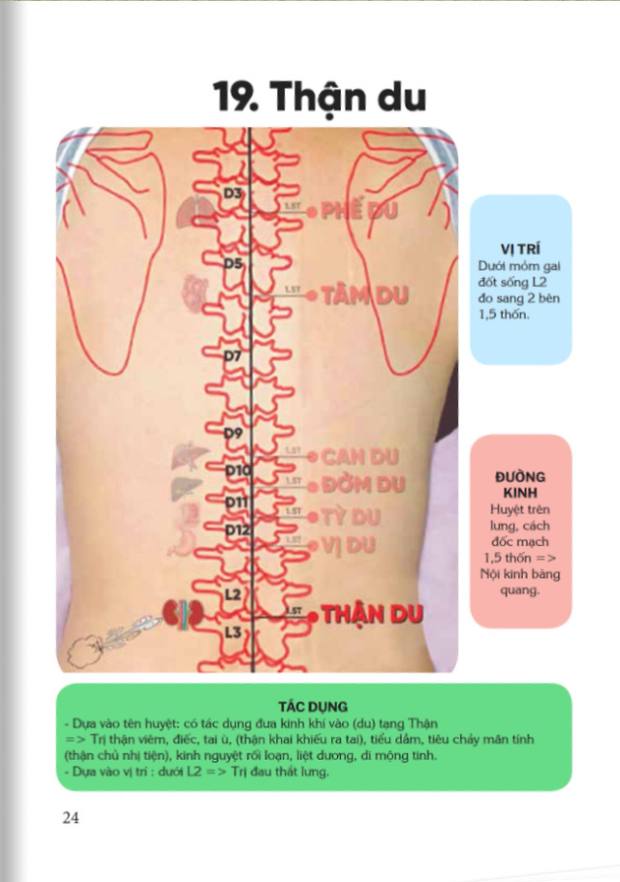 19. Thận du
D3
1.5T
PHẾ DU
D5
1.5T
TÂM DU
D7
D9
1.5T
CAN DU
D10
1.5T
ĐỞM DU
D11
1.5T
TỲ DU
D12
1.5T
VỊ DU
L2
1.5T
THẬN DU
L3
VỊ TRÍ
Dưới mỏm gai
đốt sống L2
đo sang 2 bên
1,5 thốn.
ĐƯỜNG
KINH
Huyệt trên
lưng, cách
đốc mạch
1,5 thốn =>
Nội kinh bàng
quang.
TÁC DỤNG
- Dựa vào tên huyệt: có tác dụng đưa kinh khí vào (du) tạng Thận
=> Trị thận viêm, điếc, tai ù, (thận khai khiếu ra tai), tiểu dầm, tiêu chảy mãn tính
(thận chủ nhị tiện), kinh nguyệt rối loạn, liệt dương, di mộng tinh.
- Dựa vào vị trí : dưới L2 => Trị đau thắt lưng.
24